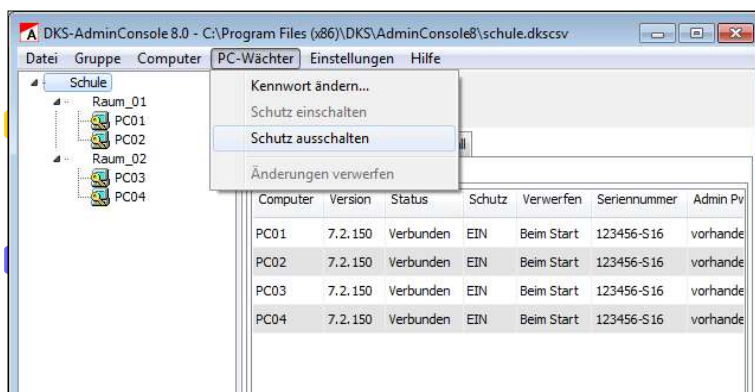 DKS-AdminConsole 8.0 - C:\Program Files (x86)\DKS\AdminConsole8\schule.dkscsv
Datei Gruppe Computer PC-Wächter Einstellungen Hilfe
Schule
Raum_01
PC01
PC02
Raum_02
PC03
PC04
Kennwort ändern...
Schutz einschalten
Schutz ausschalten
Änderungen verwerfen
Computer Version Status Schutz Verwerfen Seriennummer Admin Pw
PC01 7.2.150 Verbunden EIN Beim Start 123456-S16 vorhande
PC02 7.2.150 Verbunden EIN Beim Start 123456-S16 vorhande
PC03 7.2.150 Verbunden EIN Beim Start 123456-S16 vorhande
PC04 7.2.150 Verbunden EIN Beim Start 123456-S16 vorhande